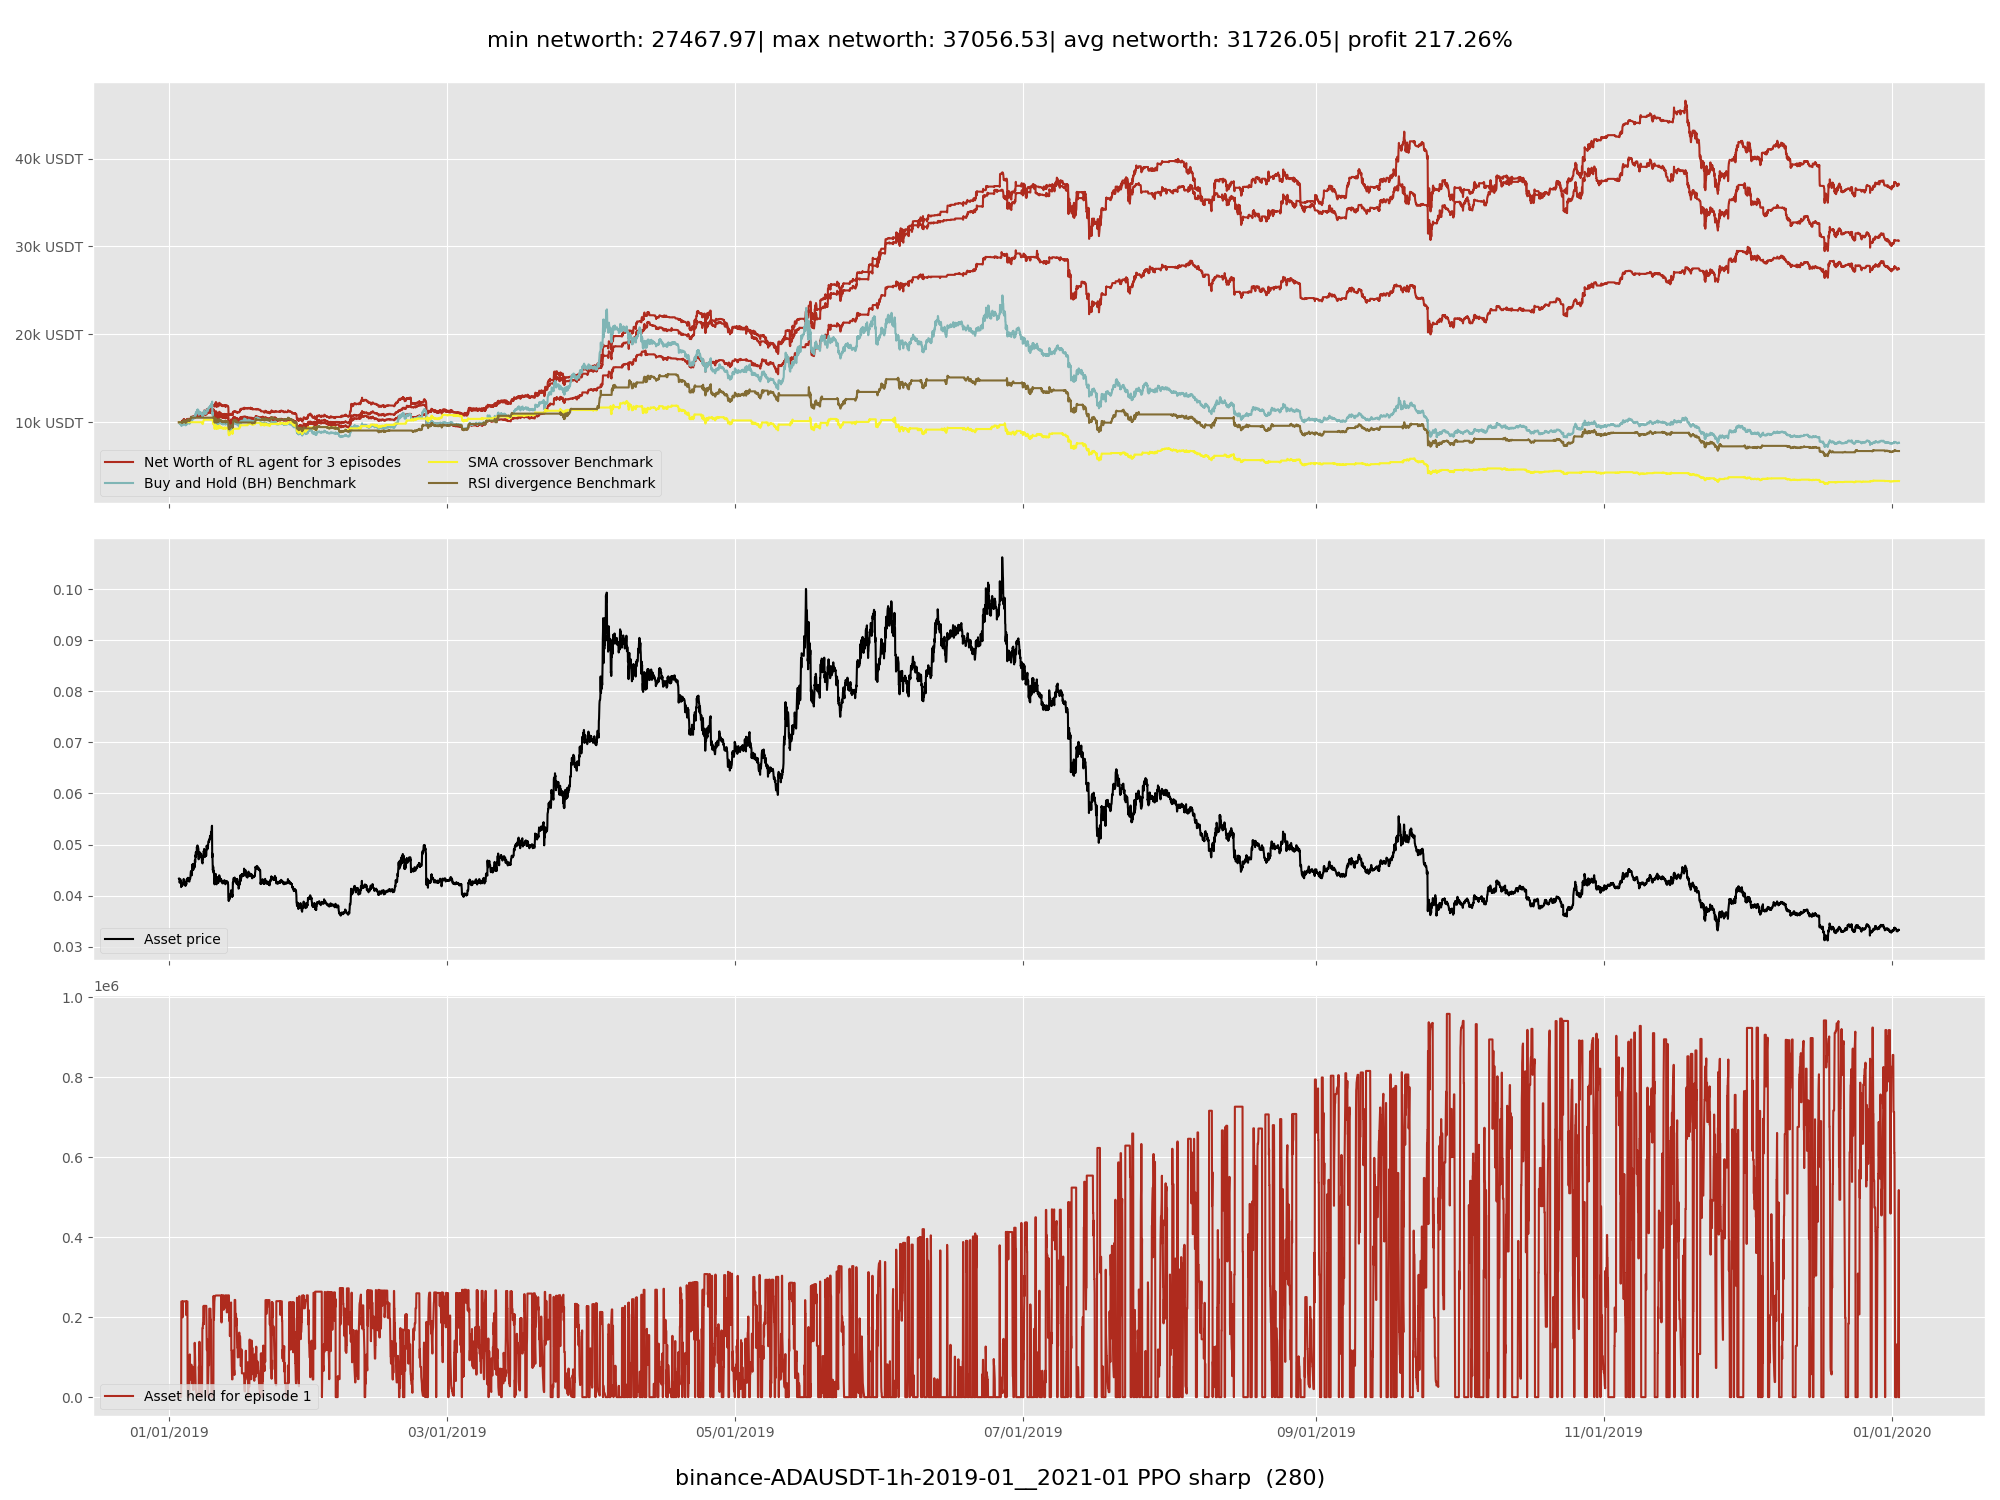 min networth: 27467.97| max networth: 37056.53| avg networth: 31726.05| profit 217.26%
40k USDT
30k USDT
20k USDT
10k USDT
Net Worth of RL agent for 3 episodes
Buy and Hold (BH) Benchmark
SMA crossover Benchmark
RSI divergence Benchmark
0.10
0.09
0.08
0.07
0.06
0.05
0.04
0.03
Asset price
1e6
1.0
0.8
0.6
0.4
0.2
0.0
Asset held for episode 1
01/01/2019 03/01/2019 05/01/2019 07/01/2019 09/01/2019 11/01/2019 01/01/2020
binance-ADAUSDT-1h-2019-01__2021-01 PPO sharp (280)